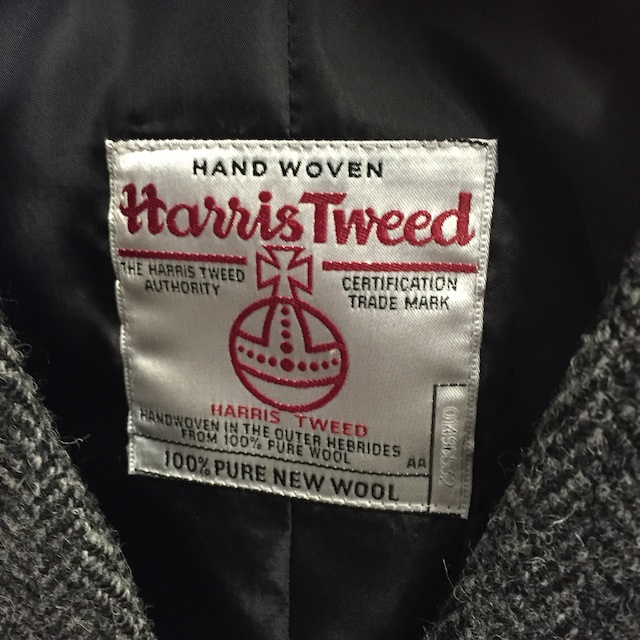 HAND WOVEN
Harris Tweed
THE HARRIS TWEED
AUTHORITY
CERTIFICATION
TRADE MARK
HARRIS TWEED
HANDWOVEN IN THE OUTER HEBRIDES
FROM 100% PURE WOOL
AA
100% PURE NEW WOOL